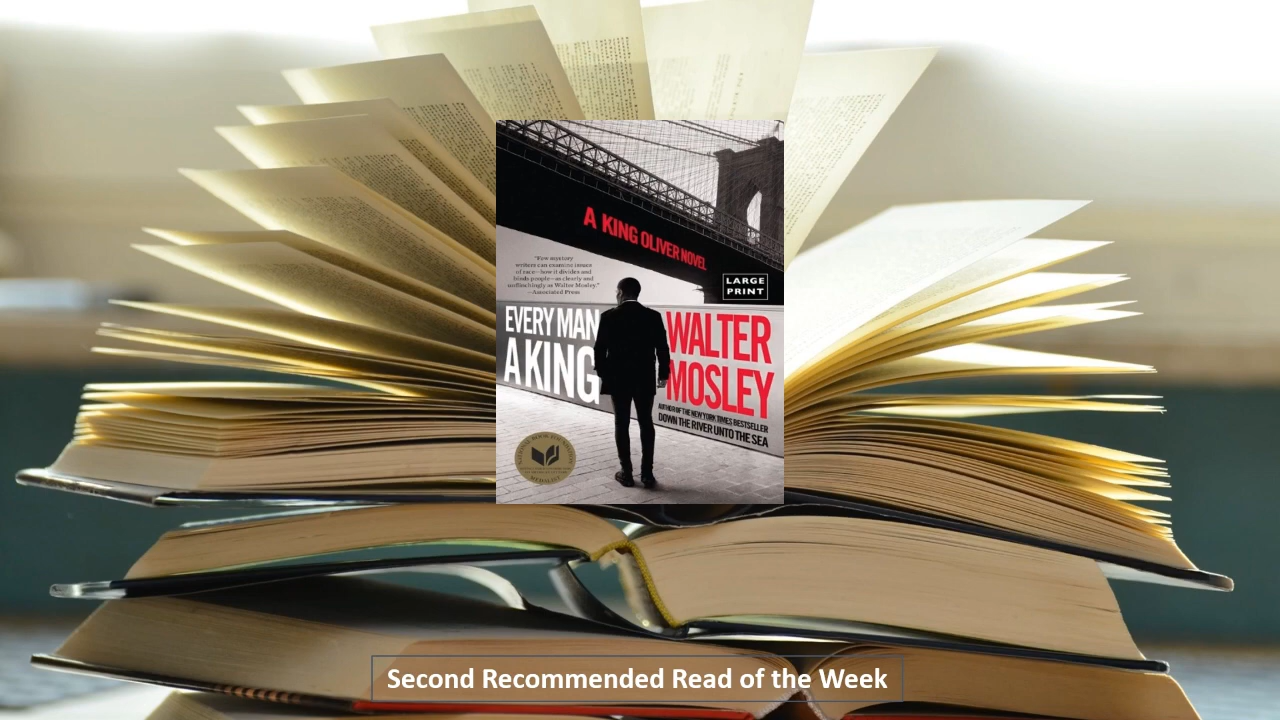 A KING OLIVER NOVEL
"Few mystery
writers can examine issues
of race—how it divides and
binds people—as clearly and
unflinchingly as Walter Mosley."
—Associated Press
LARGE
PRINT
EVERY MAN
A KING
WALTER
MOSLEY
AUTHOR OF THE NEW YORK TIMES BESTSELLER
DOWN THE RIVER UNTO THE SEA
Second Recommended Read of the Week